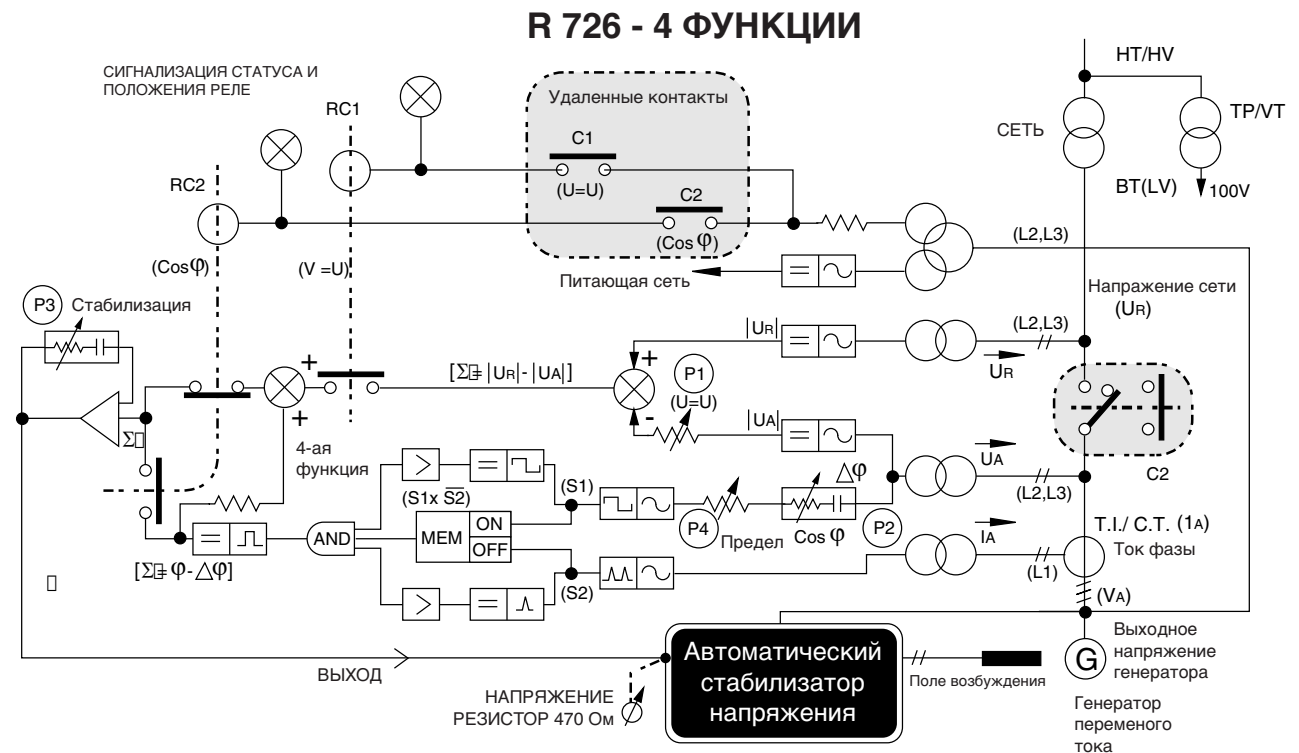 R 726 - 4 ФУНКЦИИ
СИГНАЛИЗАЦИЯ СТАТУСА И
ПОЛОЖЕНИЯ РЕЛЕ
RC1
Удаленные контакты
HT/HV
СЕТЬ
TP/VT
C1
(U=U)
RC2
C2
BT(LV)
100V
(Cosφ)
(L2,L3)
(Cosφ)
(V =U)
Питающая сеть
= 
Напражение сети
(UR)
P3
Стабилизация
|UR|
=
(L2,L3)
UR
+
+
[Σ= |UR|- |UA|]
P1
(U=U)
+
-
|UA|
=
UA
C2
Σ
4-ая
функция
>
=
(S1)
Δφ
(L2,L3)
(S1x S2)
P4
Предел
Cos φ
P2
IA
T.I./ C.T. (1A)
Ток фазы
=
AND
MEM
ON
OFF
[Σ= φ-Δφ]
(S2)
(L1)
>
=
(VA)
ВЫХОД
Автоматический
стабилизатор
напряжения
Поле возбуждения
G
Выходное
напряжение
генератора
НАПРЯЖЕНИЕ
РЕЗИСТОР 470 Ом
Генератор
переменого
тока